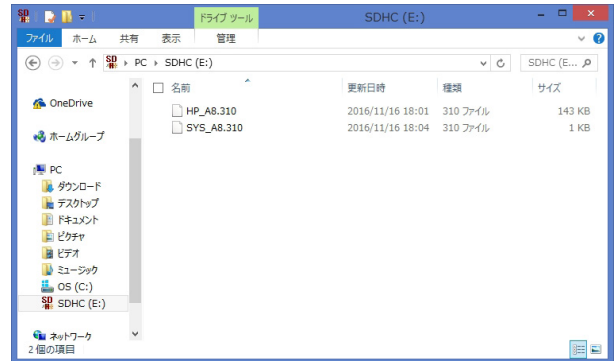 ドライブ ツール
SDHC (E:)
ファイル ホーム 共有 表示 管理
PC SDHC (E:) SDHC (E...
名前 更新日時 種類 サイズ
HP_A8.310 2016/11/16 18:01 310 ファイル 143 KB
SYS_A8.310 2016/11/16 18:04 310 ファイル 1 KB
OneDrive
ホームグループ
PC
ダウンロード
デスクトップ
ドキュメント
ピクチャ
ビデオ
ミュージック
OS (C:)
SDHC (E:)
ネットワーク
2 個の項目